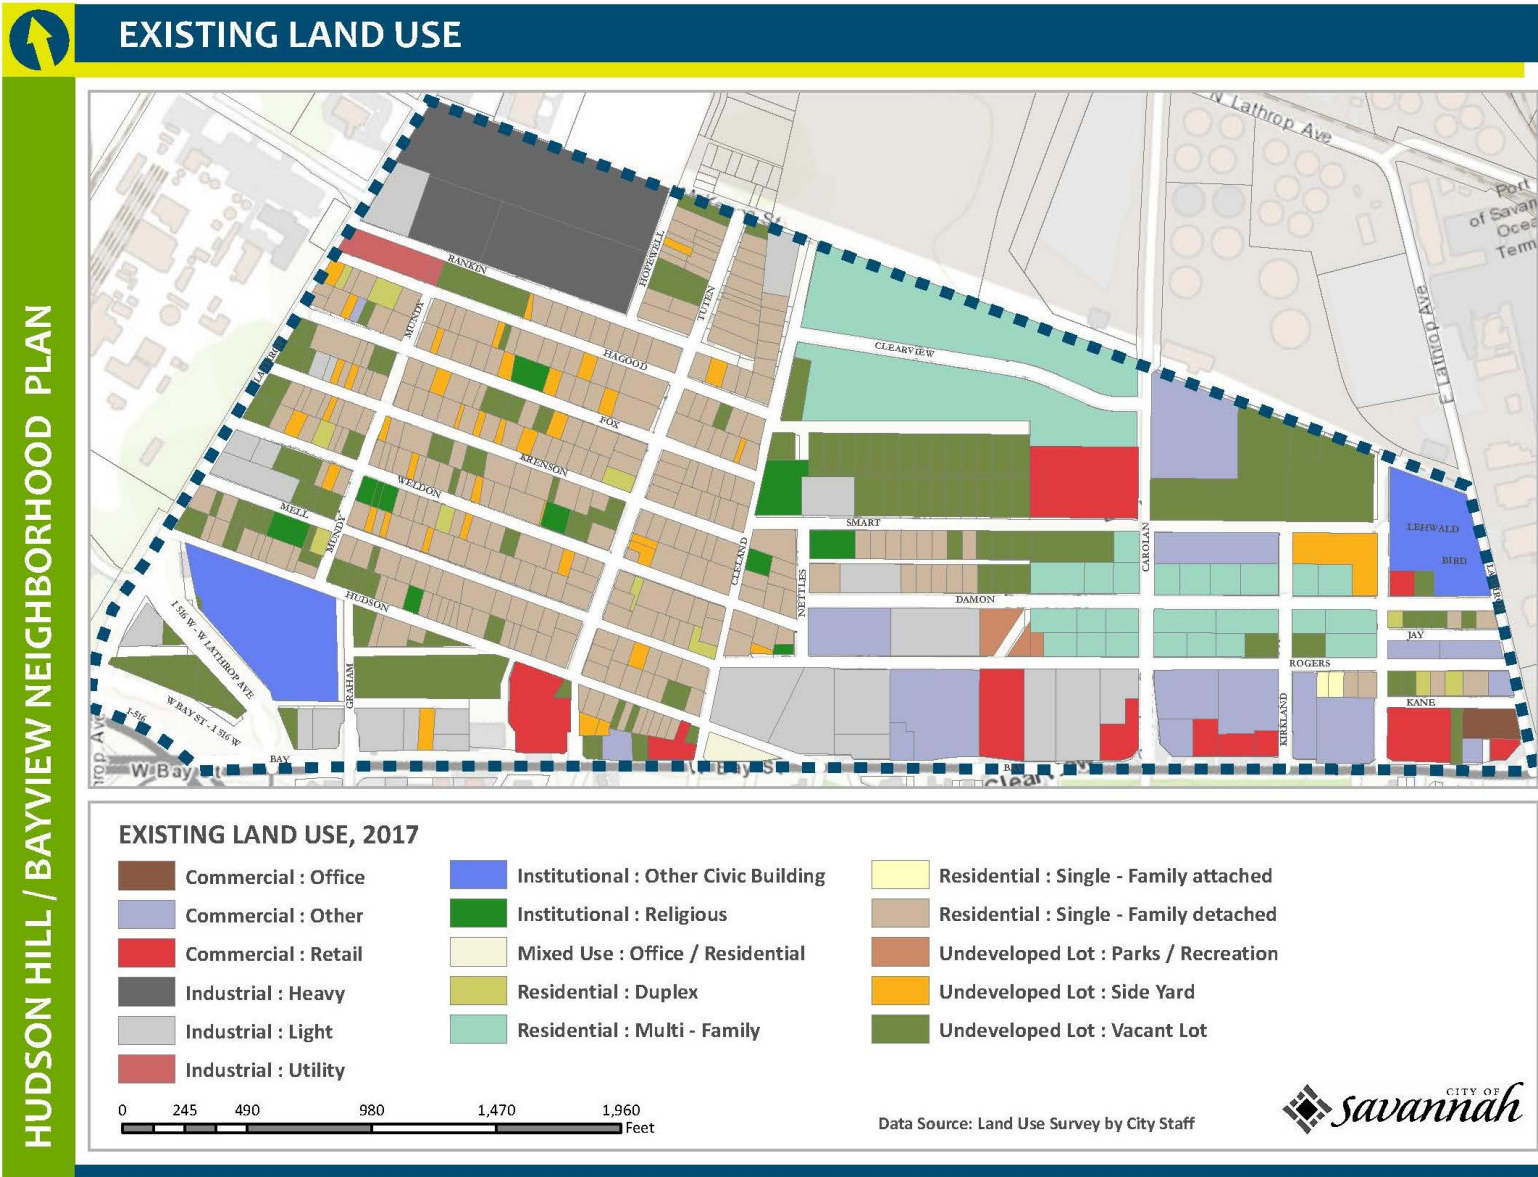 EXISTING LAND USE
HUDSON HILL / BAYVIEW NEIGHBORHOOD PLAN
N Lathrop Ave
Port
of Savan
Ocea
Term
E Lathrop Ave
HOPEWELL
RANKIN
TUTEN
MUNDY
HAGOOD
CLEARVIEW
FOX
KRENSON
WELDON
MELL
MUNDY
SMART
CAROLAN
LEHWALD
BIRD
CLELAND
NETTLES
DAMON
HUDSON
JAY
ROGERS
I 516 W - W LATHROP AVE
GRAHAM
KIRKLAND
KANE
W BAY ST - I 516 W
I-516
BAY
W Bay St
W Bay St
EXISTING LAND USE, 2017
Commercial : Office
Commercial : Other
Commercial : Retail
Industrial : Heavy
Industrial : Light
Industrial : Utility
Institutional : Other Civic Building
Institutional : Religious
Mixed Use : Office / Residential
Residential : Duplex
Residential : Multi - Family
Residential : Single - Family attached
Residential : Single - Family detached
Undeveloped Lot : Parks / Recreation
Undeveloped Lot : Side Yard
Undeveloped Lot : Vacant Lot
0 245 490 980 1,470 1,960
Feet
Data Source: Land Use Survey by City Staff
CITY OF
savannah